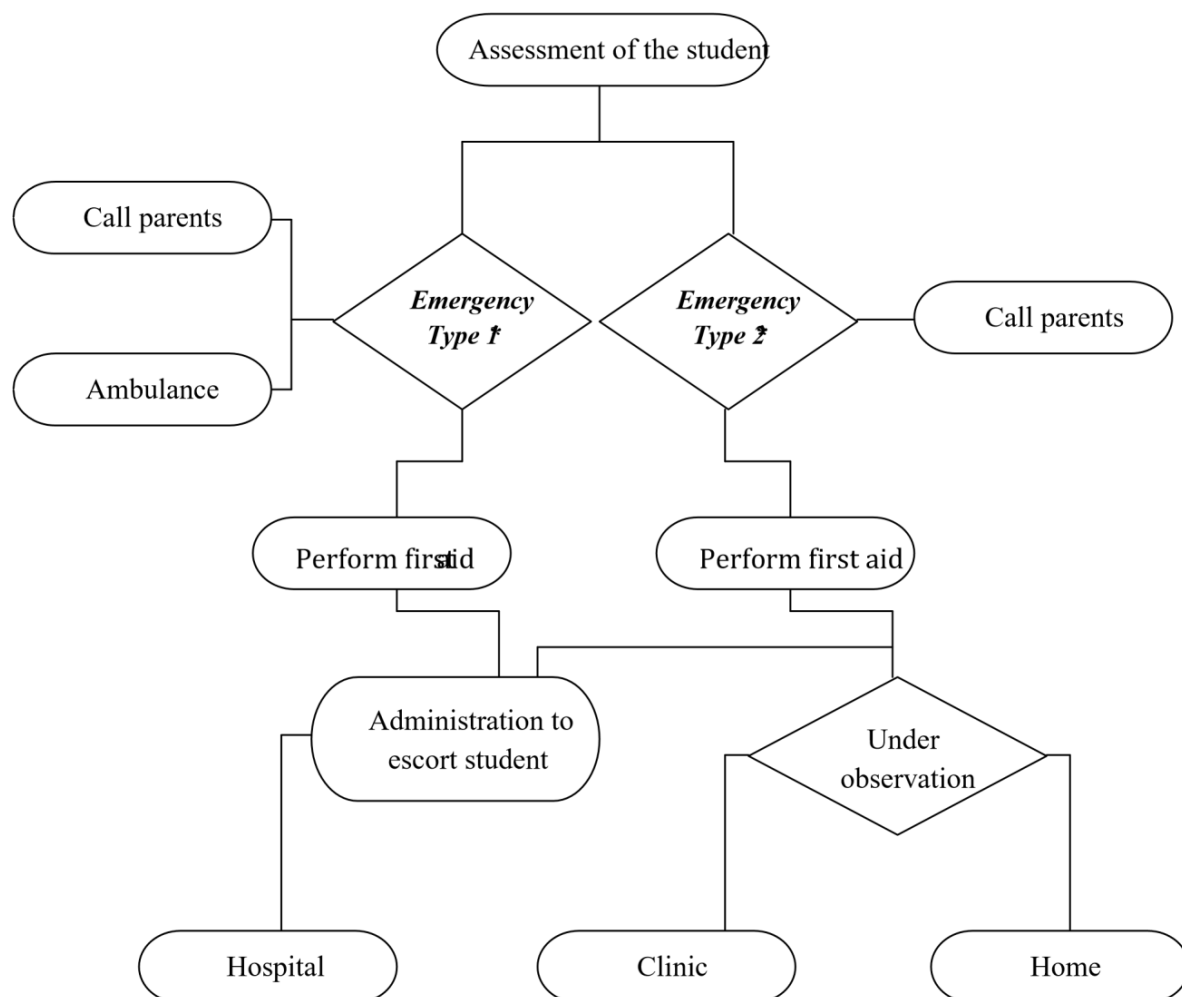 Assessment of the student
Call parents
Emergency
Type 1*
Emergency
Type 2*
Call parents
Ambulance
Perform first aid
Perform first aid
Administration to
escort student
Under
observation
Hospital
Clinic
Home